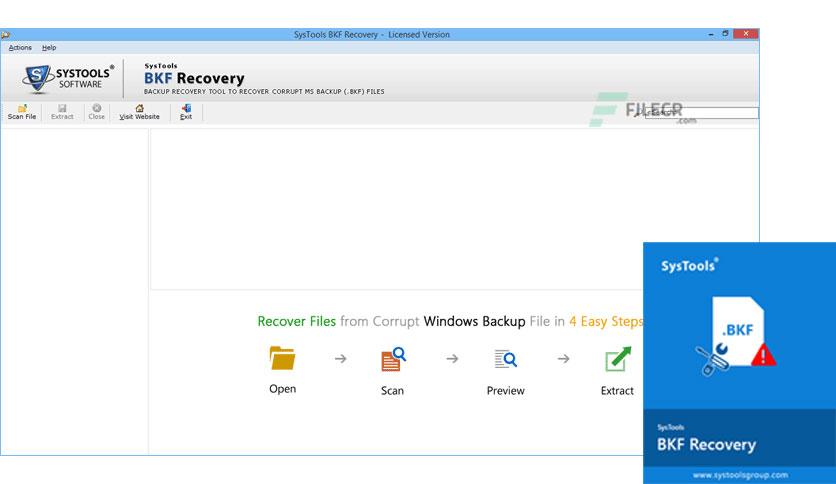 SysTools BKF Recovery - Licensed Version
Actions Help
SYSTOOLS®
SOFTWARE
SysTools
BKF Recovery
BACKUP RECOVERY TOOL TO RECOVER CORRUPT MS BACKUP (.BKF) FILES
Scan File Extract Close Visit Website Exit
FILECR
.com
Recover Files from Corrupt Windows Backup File in 4 Easy Steps
Open Scan Preview Extract
SysTools®
.BKF
SysTools
BKF Recovery
www.systoolsgroup.com